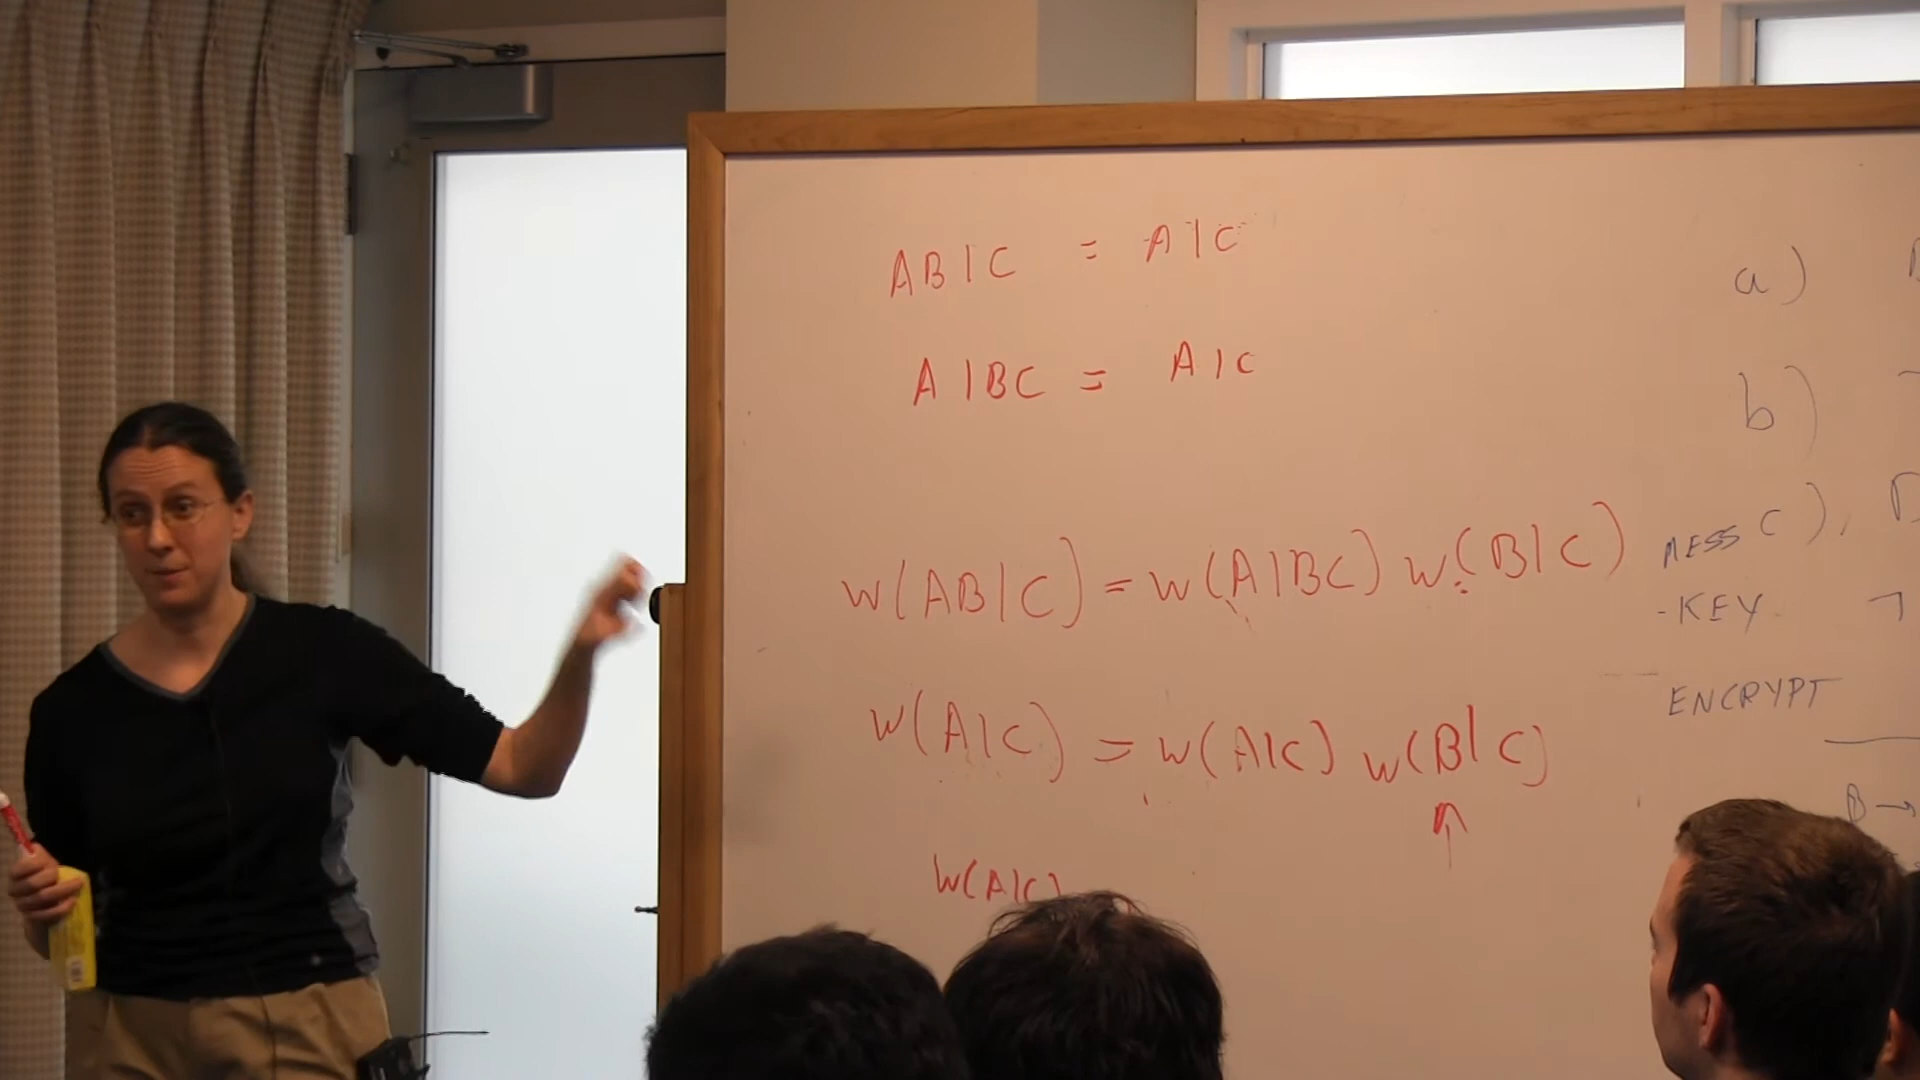 AB|C = A|C
A|BC = A|C
w(AB|C) = w(A|BC) w(B|C)
w(A|C) = w(A|C) w(B|C)
↑
w(A|C)
a)
b)
MESS c),
-KEY ¬
ENCRYPT
B →